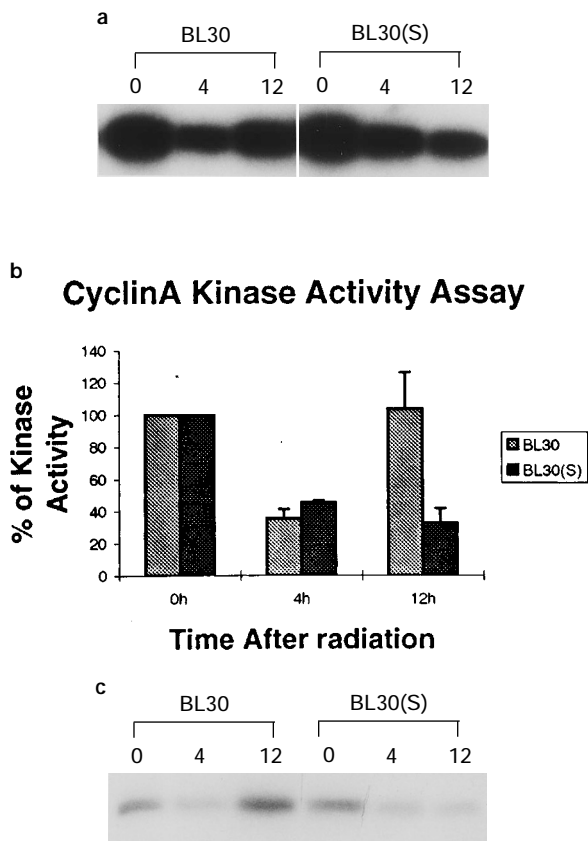 a
BL30 BL30(S)
0 4 12 0 4 12
b
CyclinA Kinase Activity Assay
% of Kinase
Activity
140
120
100
80
60
40
20
0
0h 4h 12h
BL30
BL30(S)
Time After radiation
c
BL30 BL30(S)
0 4 12 0 4 12